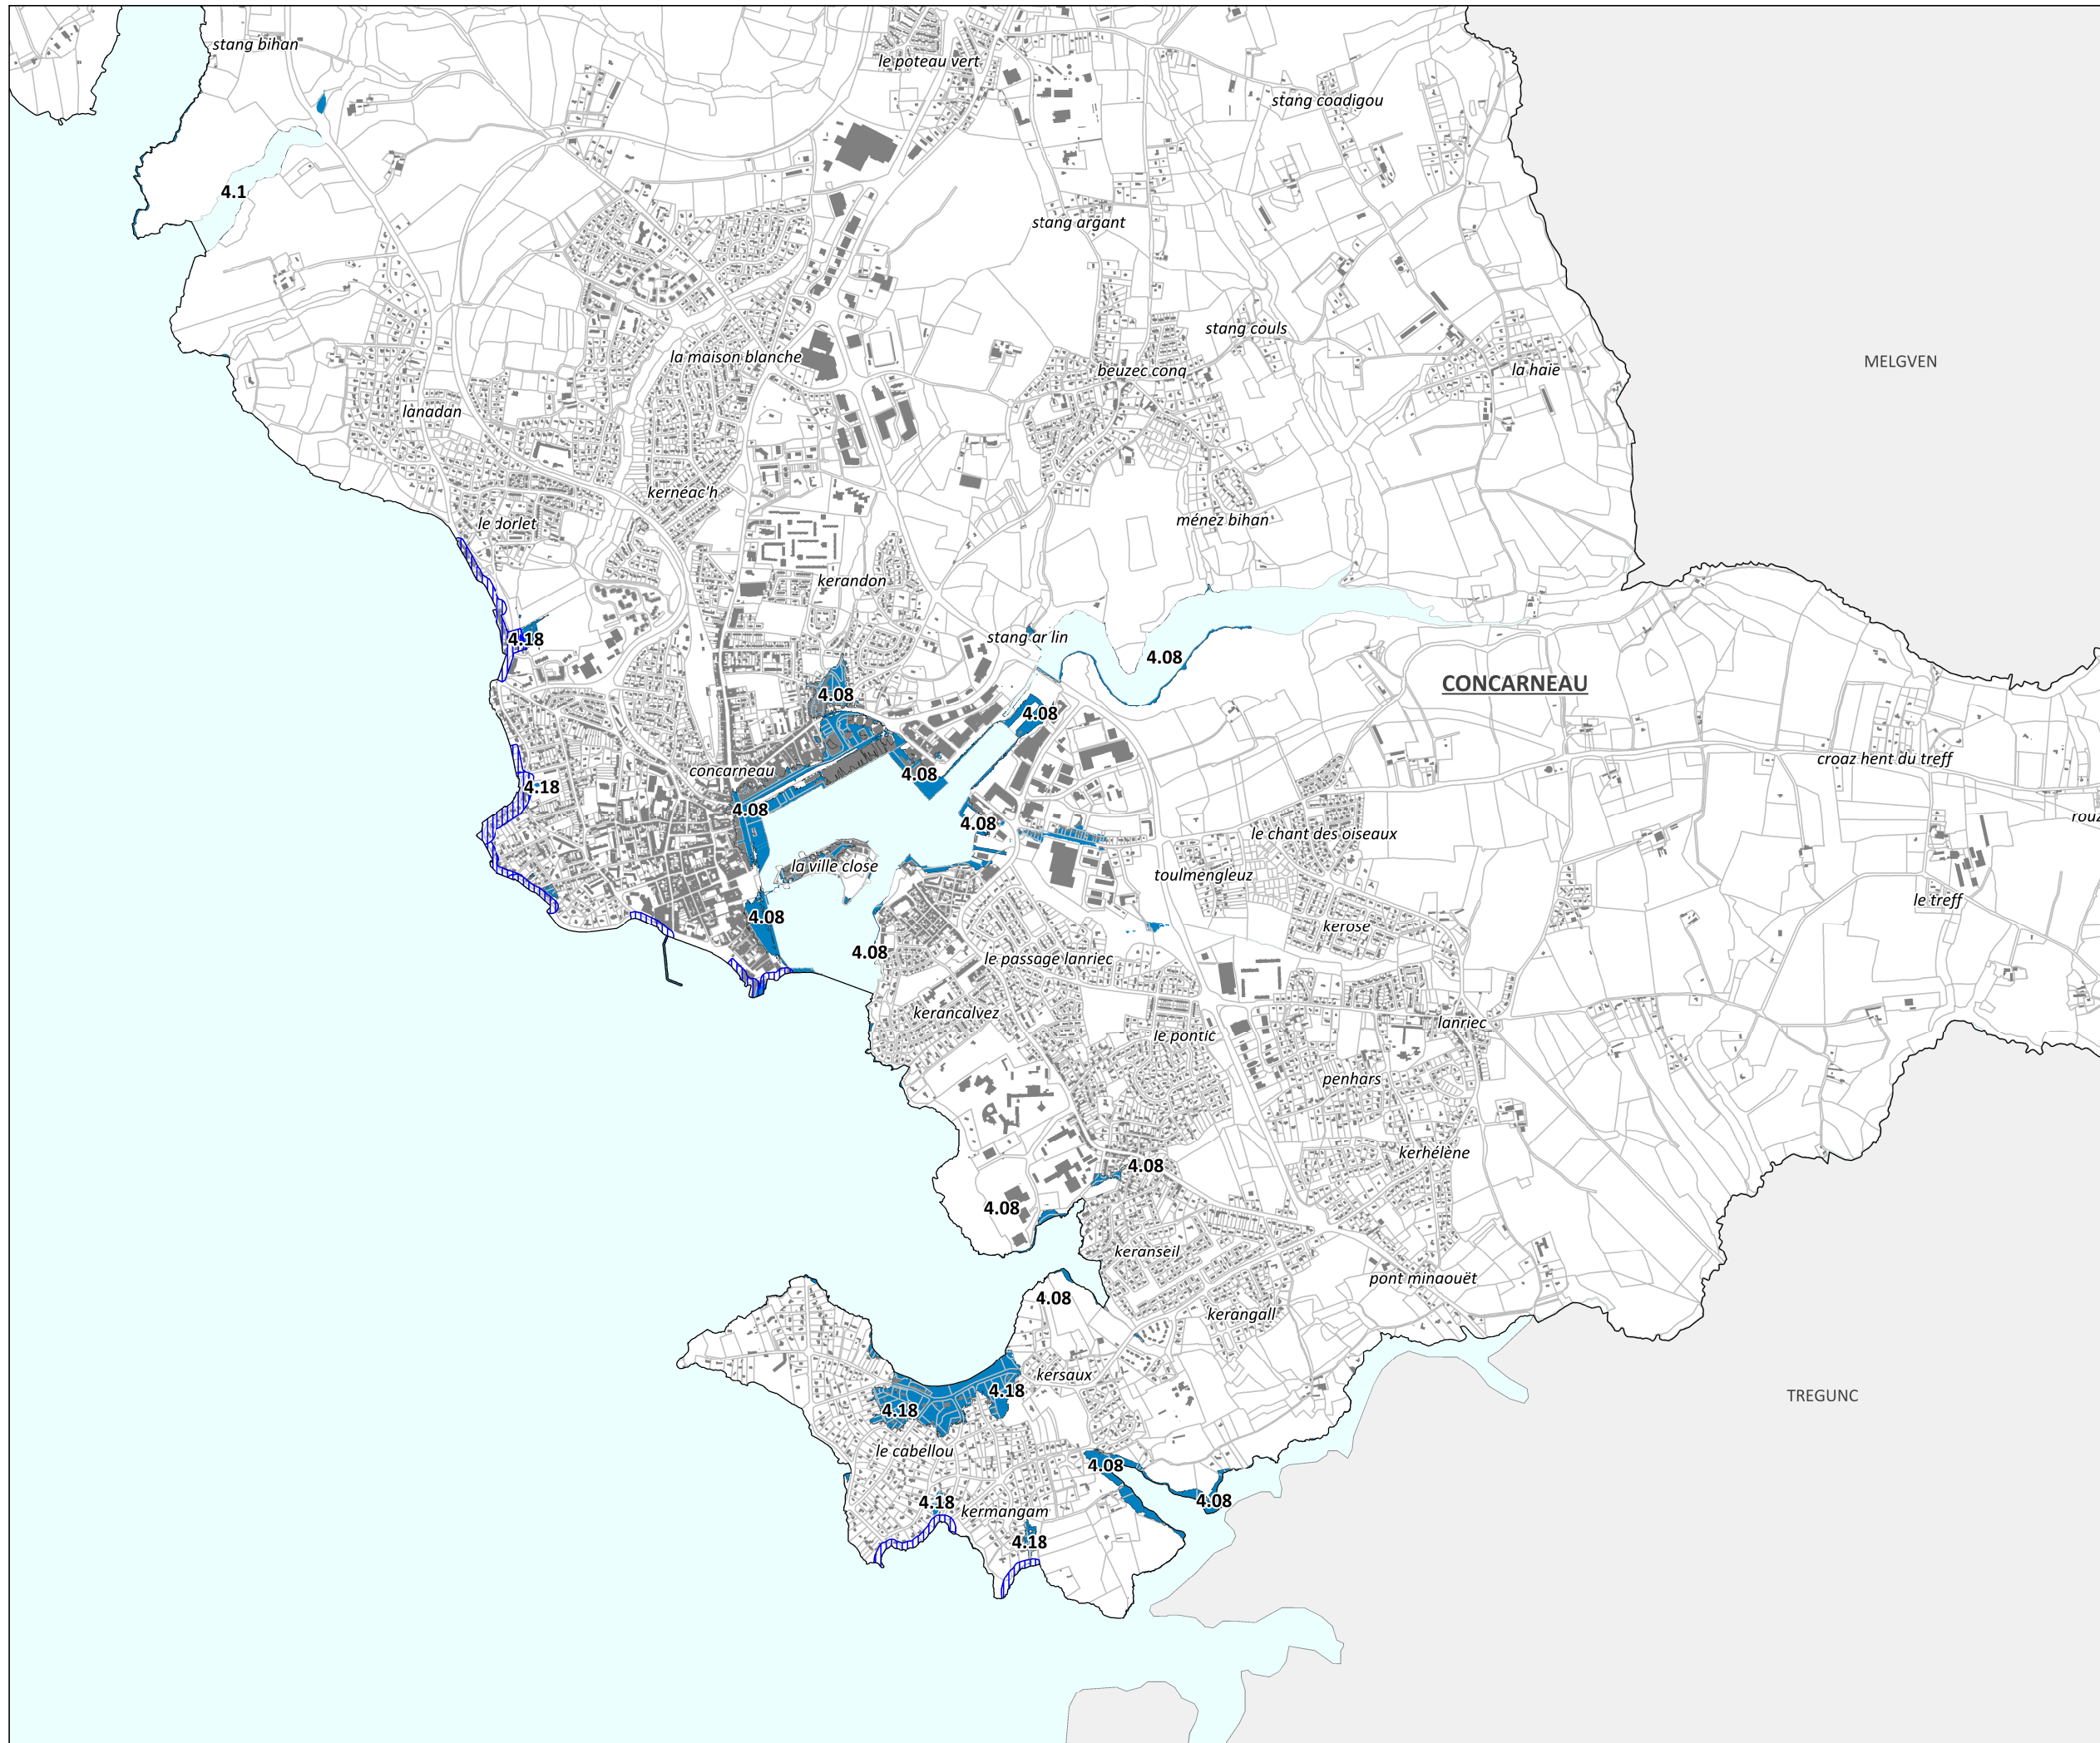 stang bihan
le poteau vert
stang coadigou
4.1
stang argant
stang couls
la maison blanche
MELGVEN
beuzec conq
la haie
lanadan
kerneac'h
le dorlet
ménez bihan
kerandon
stang ar lin
4.18
4.08
CONCARNEAU
4.08
4.08
croaz hent du treff
concarneau
4.08
4.18
4.08
4.08
le chant des oiseaux
la ville close
toulmengleuz
le treff
4.08
kerose
4.08
le passage lanriec
kerancalvez
lanriec
le pontic
penhars
kerhélène
4.08
4.08
keranseil
pont minaouët
4.08
kerangall
kersaux
4.18
TREGUNC
4.18
le cabellou
4.08
4.08
4.18
kermangam
4.18